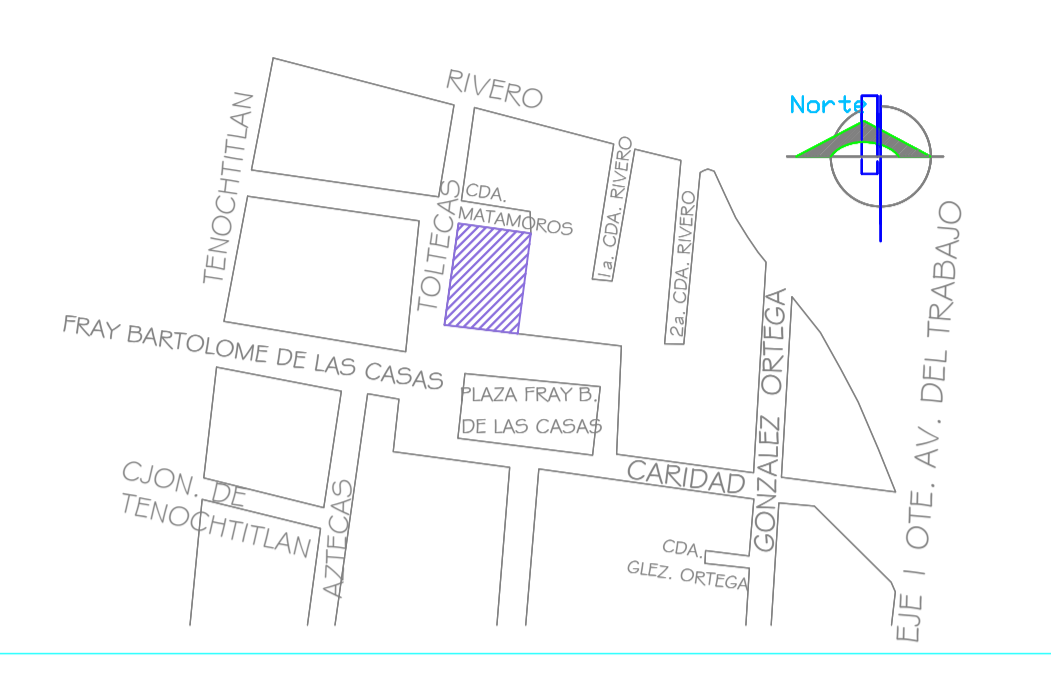 RIVERO
Norte
TENOCHTITLAN
1a. CDA. RIVERO
CDA.
MATAMOROS
TOLTECAS
2a. CDA. RIVERO
FRAY BARTOLOME DE LAS CASAS
PLAZA FRAY B.
DE LAS CASAS
GONZALEZ ORTEGA
EJE 1 OTE. AV. DEL TRABAJO
CARIDAD
CJON. DE
TENOCHTITLAN
AZTECAS
CDA.
GLEZ. ORTEGA